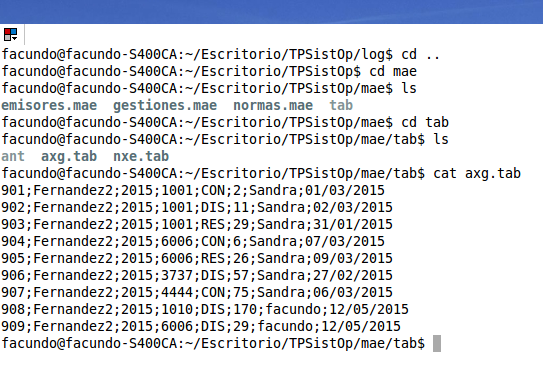 facundo@facundo-S400CA:~/Escritorio/TPSistOp/log$ cd ..
facundo@facundo-S400CA:~/Escritorio/TPSistOp$ cd mae
facundo@facundo-S400CA:~/Escritorio/TPSistOp/mae$ ls
emisores.mae  gestiones.mae  normas.mae  tab
facundo@facundo-S400CA:~/Escritorio/TPSistOp/mae$ cd tab
facundo@facundo-S400CA:~/Escritorio/TPSistOp/mae/tab$ ls
ant  axg.tab  nxe.tab
facundo@facundo-S400CA:~/Escritorio/TPSistOp/mae/tab$ cat axg.tab
901;Fernandez2;2015;1001;CON;2;Sandra;01/03/2015
902;Fernandez2;2015;1001;DIS;11;Sandra;02/03/2015
903;Fernandez2;2015;1001;RES;29;Sandra;31/01/2015
904;Fernandez2;2015;6006;CON;6;Sandra;07/03/2015
905;Fernandez2;2015;6006;RES;26;Sandra;09/03/2015
906;Fernandez2;2015;3737;DIS;57;Sandra;27/02/2015
907;Fernandez2;2015;4444;CON;75;Sandra;06/03/2015
908;Fernandez2;2015;1010;DIS;170;facundo;12/05/2015
909;Fernandez2;2015;6006;DIS;29;facundo;12/05/2015
facundo@facundo-S400CA:~/Escritorio/TPSistOp/mae/tab$